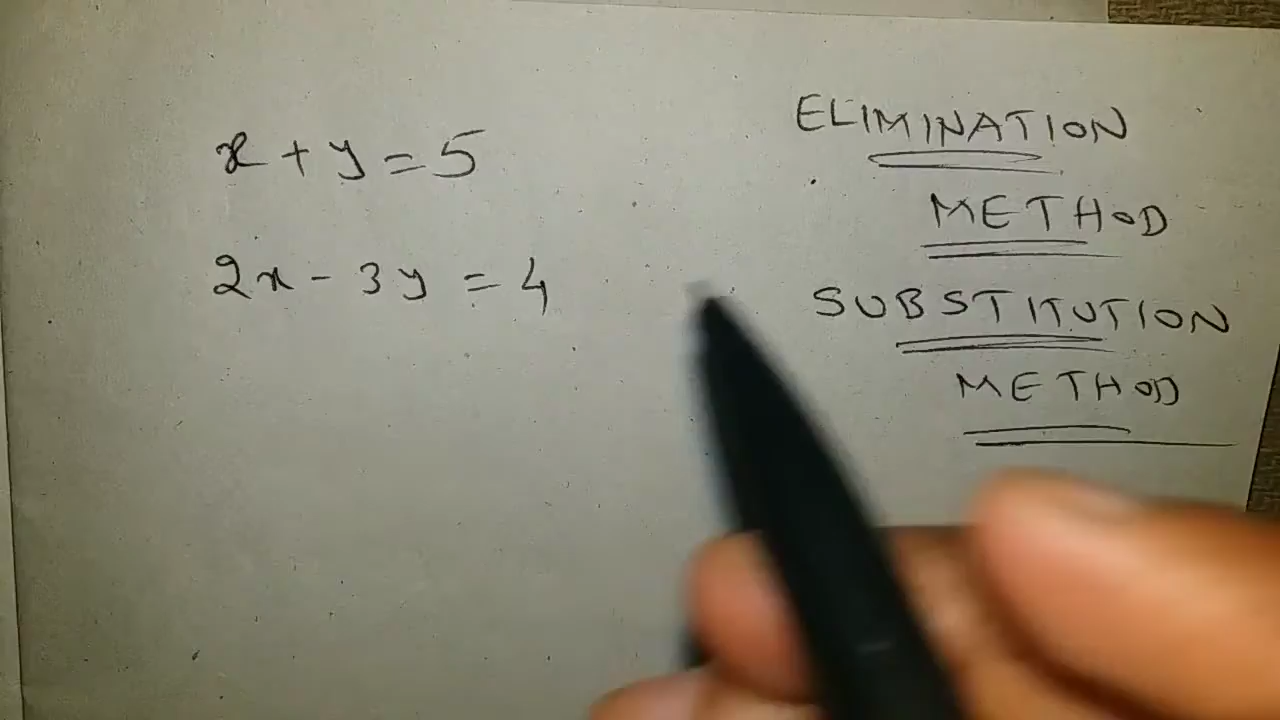 x + y = 5
2x - 3y = 4
ELIMINATION
METHOD
SUBSTITUTION
METHOD